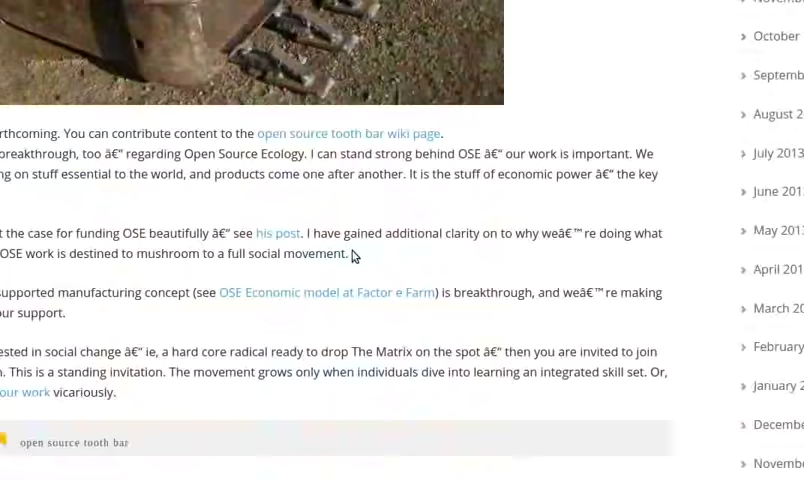 rthcoming. You can contribute content to the open source tooth bar wiki page.
breakthrough, too â€“ regarding Open Source Ecology. I can stand strong behind OSE â€“ our work is important. We
ng on stuff essential to the world, and products come one after another. It is the stuff of economic power â€“ the key
t the case for funding OSE beautifully â€“ see his post. I have gained additional clarity on to why weâ€™re doing what
OSE work is destined to mushroom to a full social movement.
supported manufacturing concept (see OSE Economic model at Factor e Farm) is breakthrough, and weâ€™re making
our support.
ested in social change â€“ ie, a hard core radical ready to drop The Matrix on the spot â€“ then you are invited to join
n. This is a standing invitation. The movement grows only when individuals dive into learning an integrated skill set. Or,
our work vicariously.
open source tooth bar
Novemb
» October
» Septemb
» August 2
» July 2013
» June 201
» May 201
» April 201
» March 20
» February
» January 2
» Decembe
» Novembe